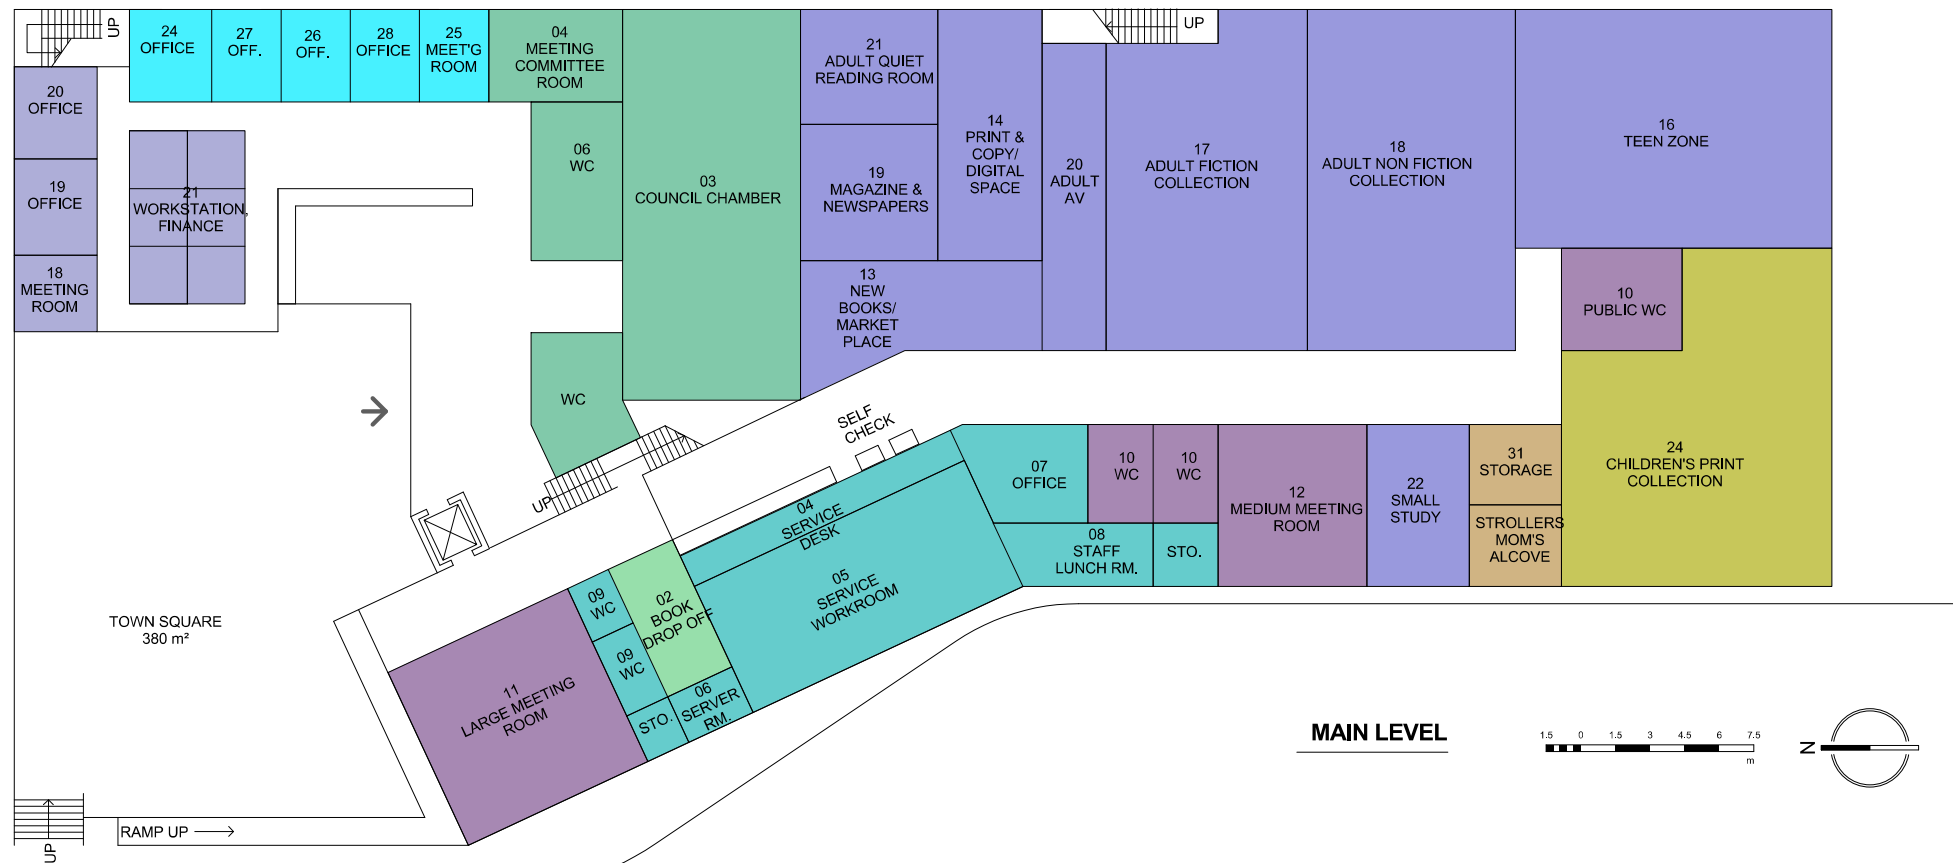 UP
24
OFFICE
27
OFF.
26
OFF.
28
OFFICE
25
MEET'G
ROOM
04
MEETING
COMMITTEE
ROOM
21
ADULT QUIET
READING ROOM
UP
20
OFFICE
19
OFFICE
18
MEETING
ROOM
21
WORKSTATION,
FINANCE
06
WC
03
COUNCIL CHAMBER
19
MAGAZINE &
NEWSPAPERS
14
PRINT &
COPY/
DIGITAL
SPACE
20
ADULT
AV
17
ADULT FICTION
COLLECTION
18
ADULT NON FICTION
COLLECTION
16
TEEN ZONE
13
NEW
BOOKS/
MARKET
PLACE
10
PUBLIC WC
WC
UP
SELF
CHECK
04
SERVICE
DESK
05
SERVICE
WORKROOM
07
OFFICE
10
WC
10
WC
08
STAFF
LUNCH RM.
STO.
12
MEDIUM MEETING
ROOM
22
SMALL
STUDY
31
STORAGE
STROLLERS
MOM'S
ALCOVE
24
CHILDREN'S PRINT
COLLECTION
09
WC
09
WC
02
BOOK
DROP OFF
06
SERVER
RM.
STO.
11
LARGE MEETING
ROOM
TOWN SQUARE
380 m²
RAMP UP
UP
MAIN LEVEL
1.5 0 1.5 3 4.5 6 7.5
m
N